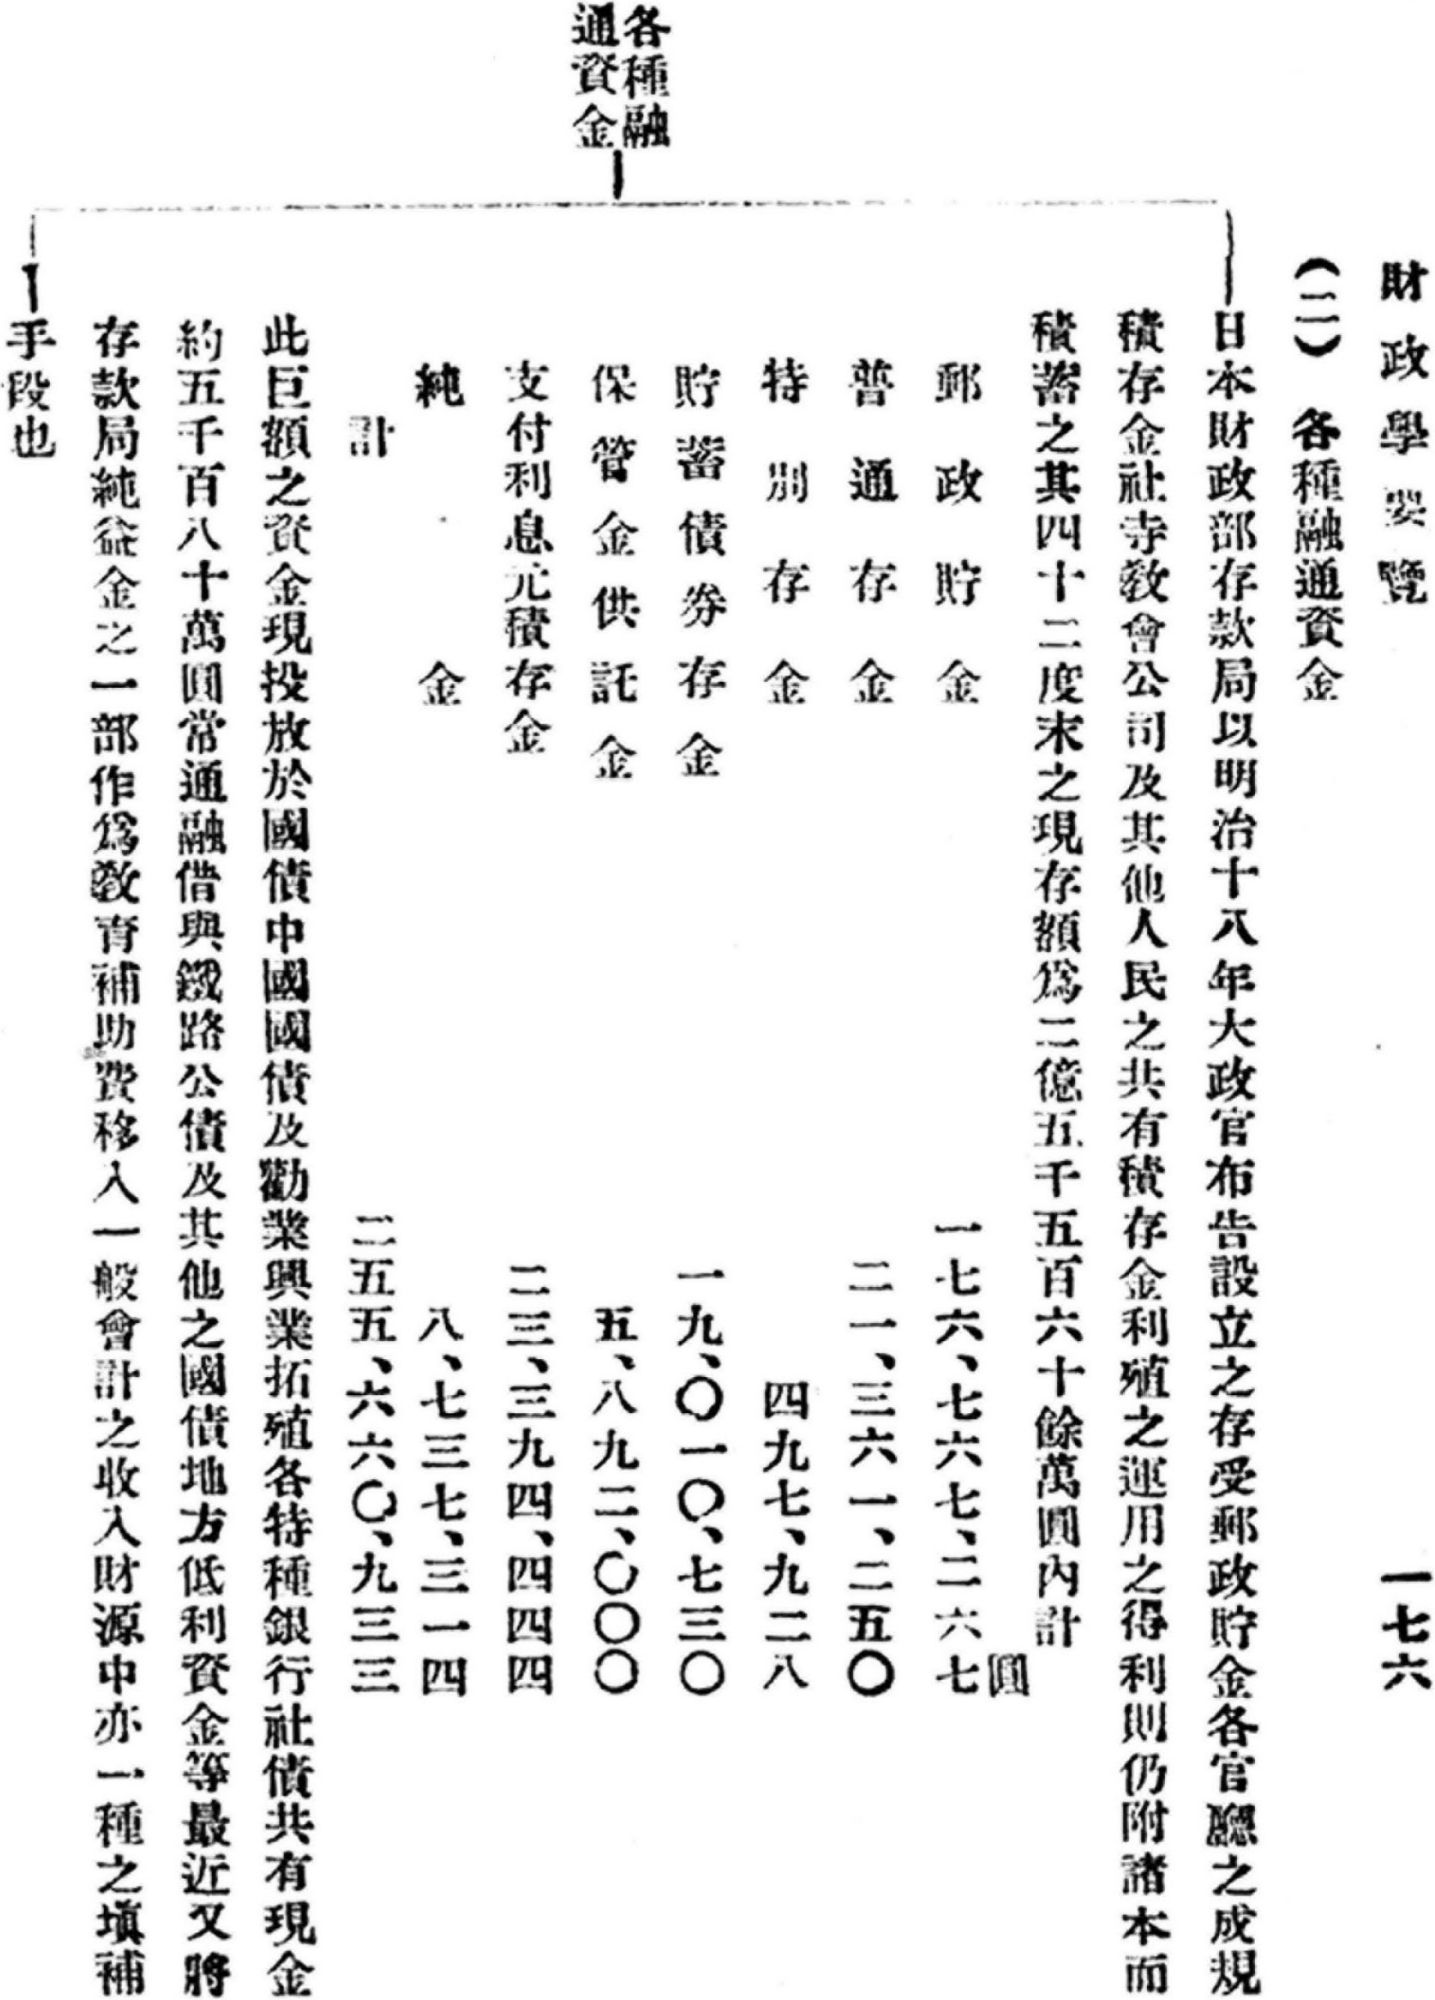 財政學要覽
一七六
(二) 各種融通資金
各種融
通資金
日本財政部存款局以明治十八年大政官布告設立之存受郵政貯金各官廳之成規
積存金社寺敎會公司及其他人民之共有積存金利殖之運用之得利則仍附諸本而
積蓄之其四十二度末之現存額爲二億五千五百六十餘萬圓內計
圓
郵政貯金 一七六、七六七、二六七
普通存金 二一、三六一、二五〇
特別存金 四九七、九二八
貯蓄債券存金 一九、〇一〇、七三〇
保管金供託金 五、八九二、〇〇〇
支付利息元積存金 二三、三九四、四四四
純金 八、七三七、三一四
計 二五五、六六〇、九三三
此巨額之資金現投放於國債中國國債及勸業興業拓殖各特種銀行社債共有現金
約五千百八十萬圓常通融借與鐵路公債及其他之國債地方低利資金等最近又將
存款局純益金之一部作爲敎育補助費移入一般會計之收入財源中亦一種之塡補
手段也